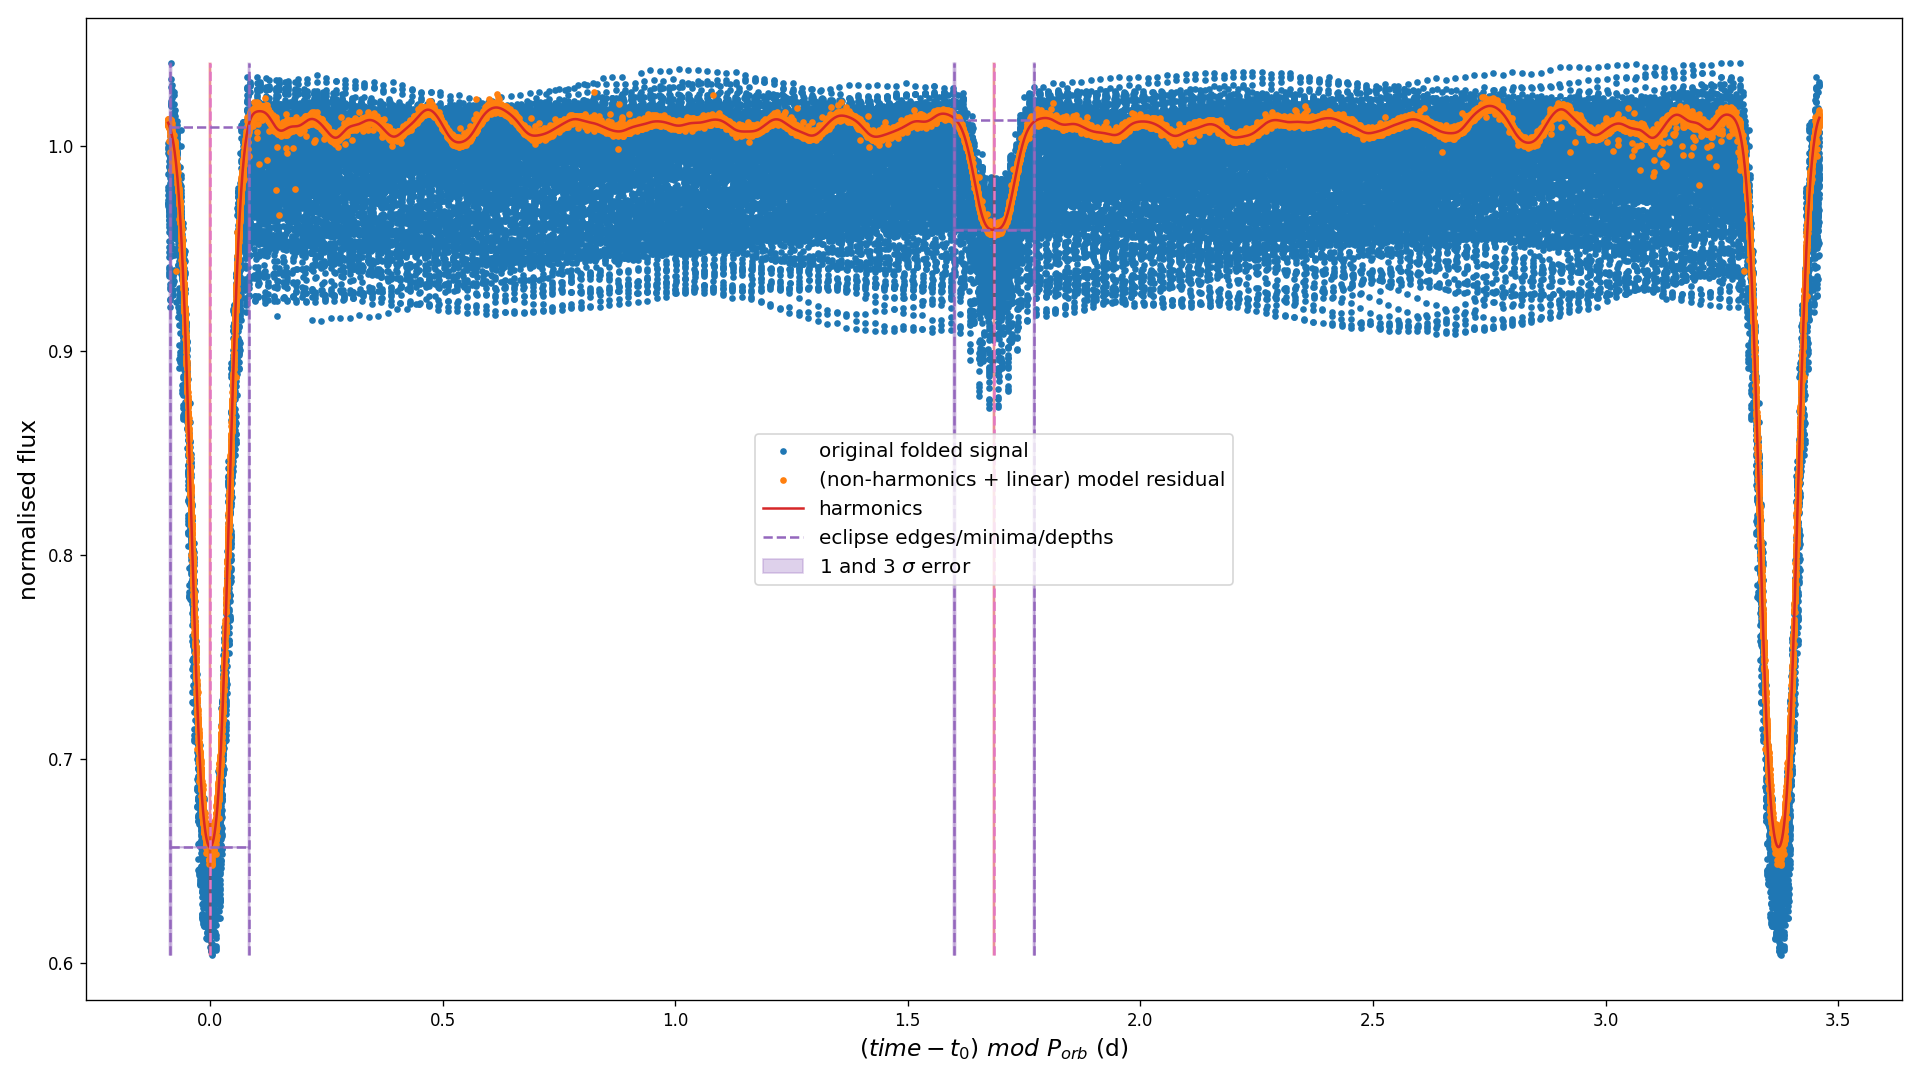 normalised flux
1.0
0.9
0.8
0.7
0.6
original folded signal
(non-harmonics + linear) model residual
harmonics
eclipse edges/minima/depths
1 and 3 σ error
0.0 0.5 1.0 1.5 2.0 2.5 3.0 3.5
(time − t₀) mod Pₒᵣb (d)